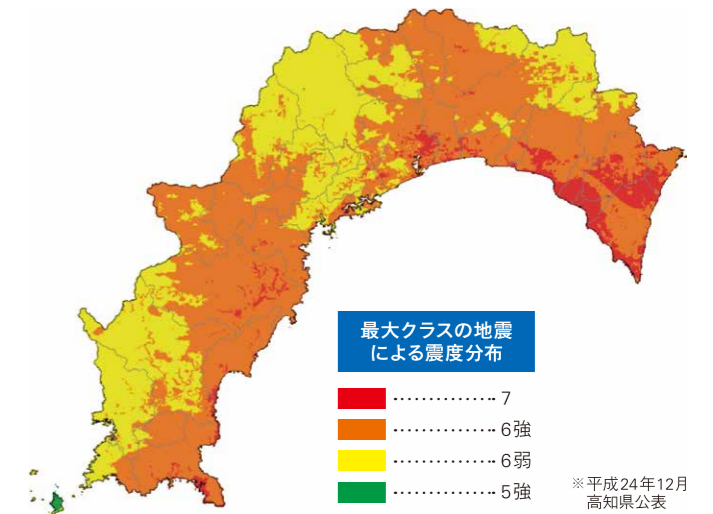 最大クラスの地震
による震度分布
7
6強
6弱
5強
※平成24年12月
高知県公表